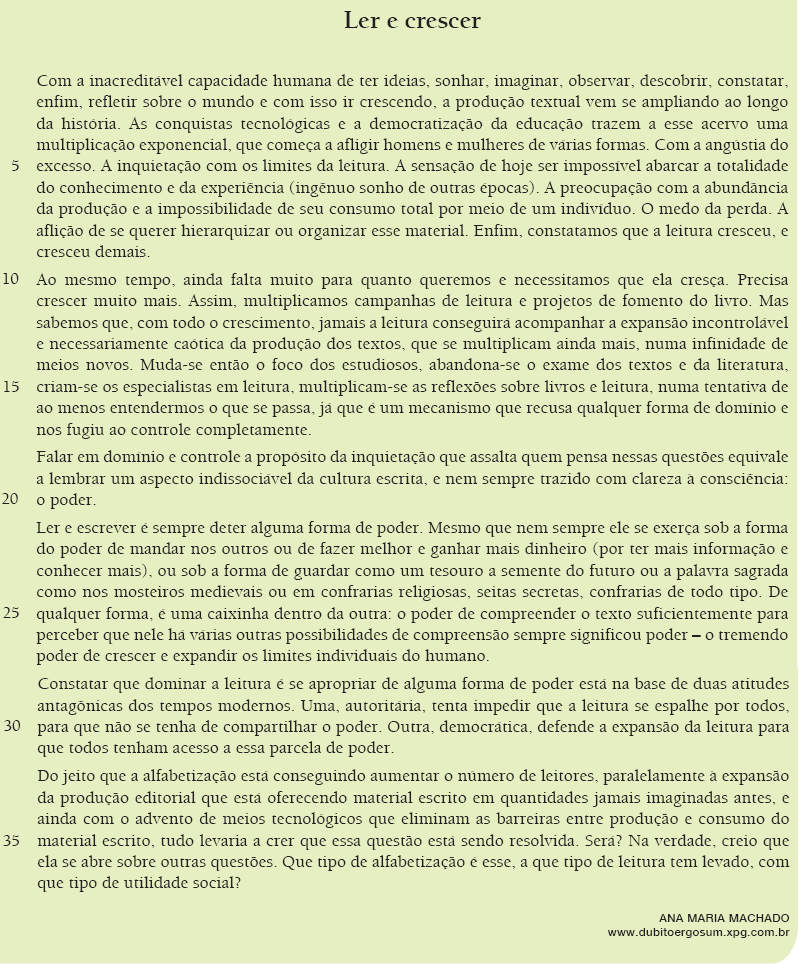 Ler e crescer
Com a inacreditável capacidade humana de ter ideias, sonhar, imaginar, observar, descobrir, constatar,
enfim, refletir sobre o mundo e com isso ir crescendo, a produção textual vem se ampliando ao longo
da história. As conquistas tecnológicas e a democratização da educação trazem a esse acervo uma
multiplicação exponencial, que começa a afligir homens e mulheres de várias formas. Com a angústia do
5 excesso. A inquietação com os limites da leitura. A sensação de hoje ser impossível abarcar a totalidade
do conhecimento e da experiência (ingênuo sonho de outras épocas). A preocupação com a abundância
da produção e a impossibilidade de seu consumo total por meio de um indivíduo. O medo da perda. A
aflição de se querer hierarquizar ou organizar esse material. Enfim, constatamos que a leitura cresceu, e
cresceu demais.
10 Ao mesmo tempo, ainda falta muito para quanto queremos e necessitamos que ela cresça. Precisa
crescer muito mais. Assim, multiplicamos campanhas de leitura e projetos de fomento do livro. Mas
sabemos que, com todo o crescimento, jamais a leitura conseguirá acompanhar a expansão incontrolável
e necessariamente caótica da produção dos textos, que se multiplicam ainda mais, numa infinidade de
meios novos. Muda-se então o foco dos estudiosos, abandona-se o exame dos textos e da literatura,
15 criam-se os especialistas em leitura, multiplicam-se as reflexões sobre livros e leitura, numa tentativa de
ao menos entendermos o que se passa, já que é um mecanismo que recusa qualquer forma de domínio e
nos fugiu ao controle completamente.
Falar em domínio e controle a propósito da inquietação que assalta quem pensa nessas questões equivale
a lembrar um aspecto indissociável da cultura escrita, e nem sempre trazido com clareza à consciência:
20 o poder.
Ler e escrever é sempre deter alguma forma de poder. Mesmo que nem sempre ele se exerça sob a forma
do poder de mandar nos outros ou de fazer melhor e ganhar mais dinheiro (por ter mais informação e
conhecer mais), ou sob a forma de guardar como um tesouro a semente do futuro ou a palavra sagrada
como nos mosteiros medievais ou em confrarias religiosas, seitas secretas, confrarias de todo tipo. De
25 qualquer forma, é uma caixinha dentro da outra: o poder de compreender o texto suficientemente para
perceber que nele há várias outras possibilidades de compreensão sempre significou poder – o tremendo
poder de crescer e expandir os limites individuais do humano.
Constatar que dominar a leitura é se apropriar de alguma forma de poder está na base de duas atitudes
antagônicas dos tempos modernos. Uma, autoritária, tenta impedir que a leitura se espalhe por todos,
30 para que não se tenha de compartilhar o poder. Outra, democrática, defende a expansão da leitura para
que todos tenham acesso a essa parcela de poder.
Do jeito que a alfabetização está conseguindo aumentar o número de leitores, paralelamente à expansão
da produção editorial que está oferecendo material escrito em quantidades jamais imaginadas antes, e
ainda com o advento de meios tecnológicos que eliminam as barreiras entre produção e consumo do
35 material escrito, tudo levaria a crer que essa questão está sendo resolvida. Será? Na verdade, creio que
ela se abre sobre outras questões. Que tipo de alfabetização é esse, a que tipo de leitura tem levado, com
que tipo de utilidade social?
ANA MARIA MACHADO
www.dubitoergosum.xpg.com.br